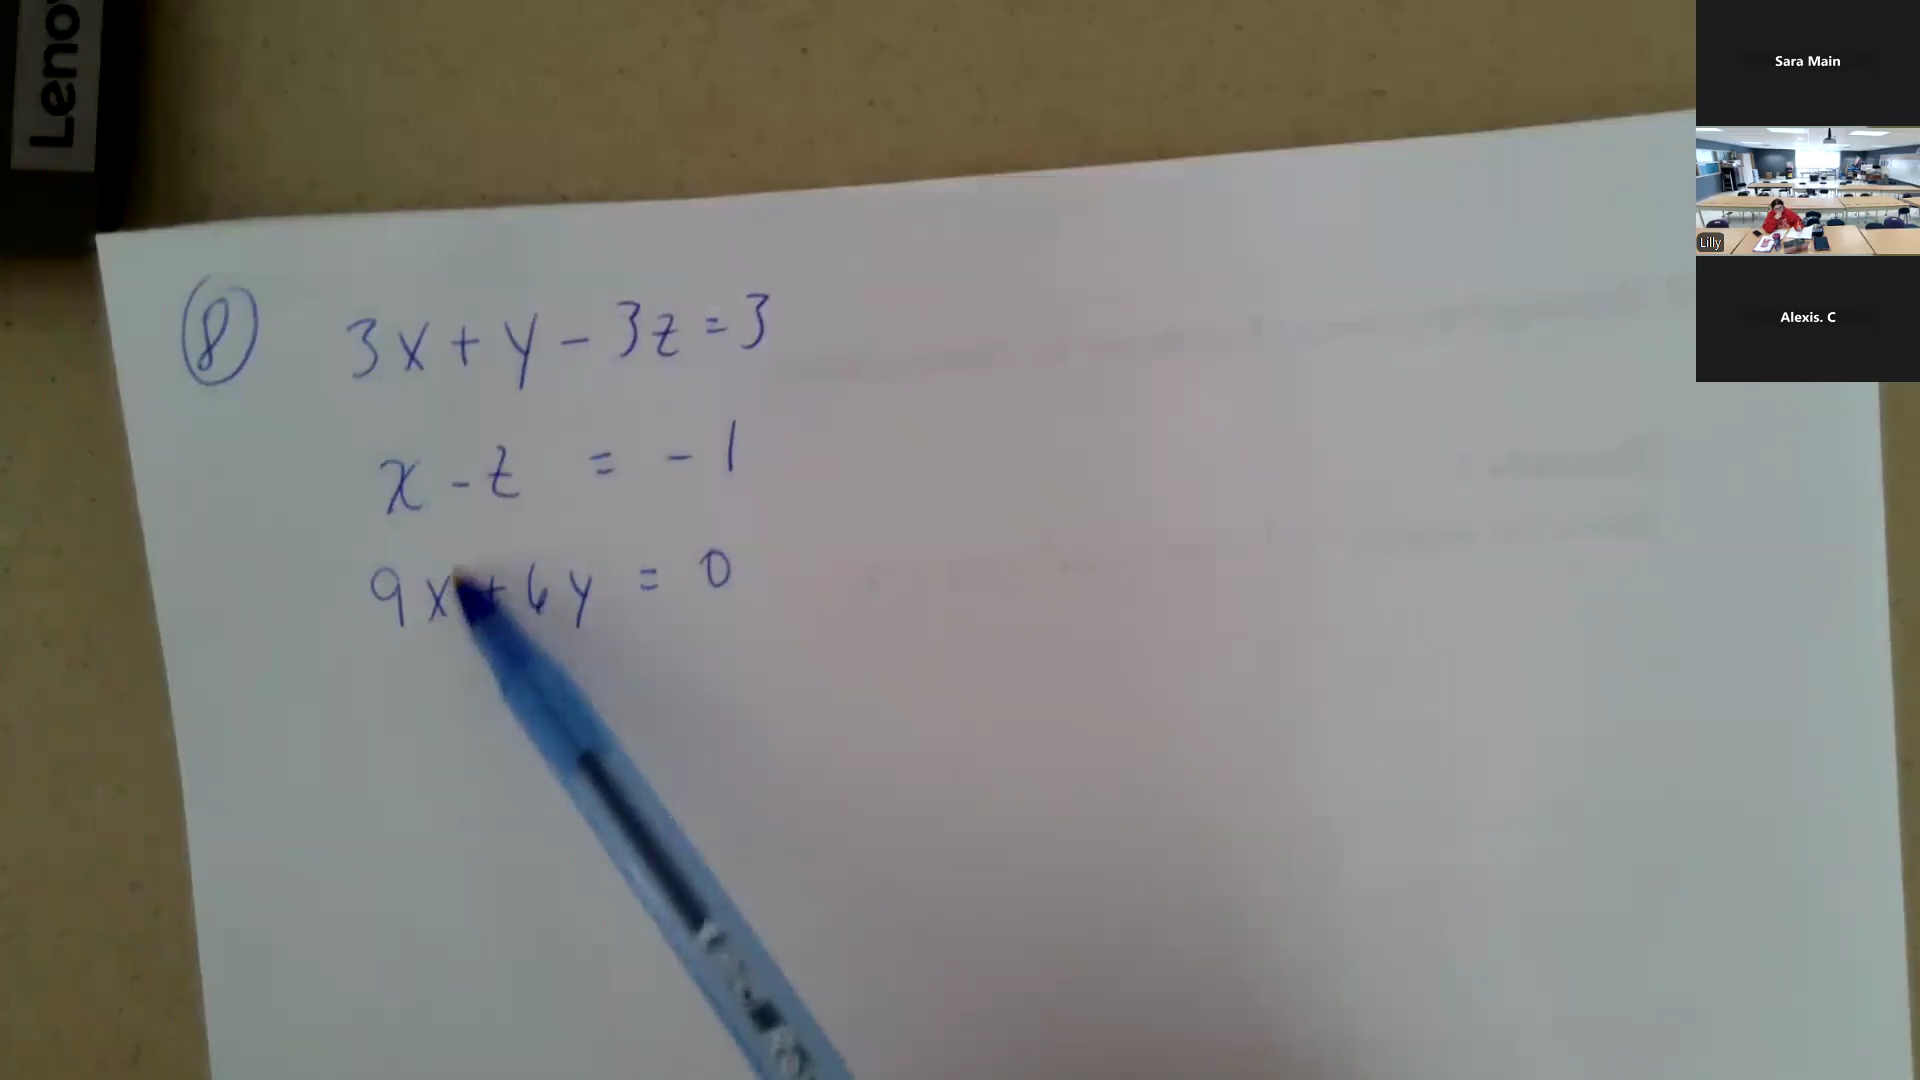 Leno
8 3x + y - 3z = 3
x - z = -1
9x + 6y = 0
Sara Main
Lilly
Alexis. C